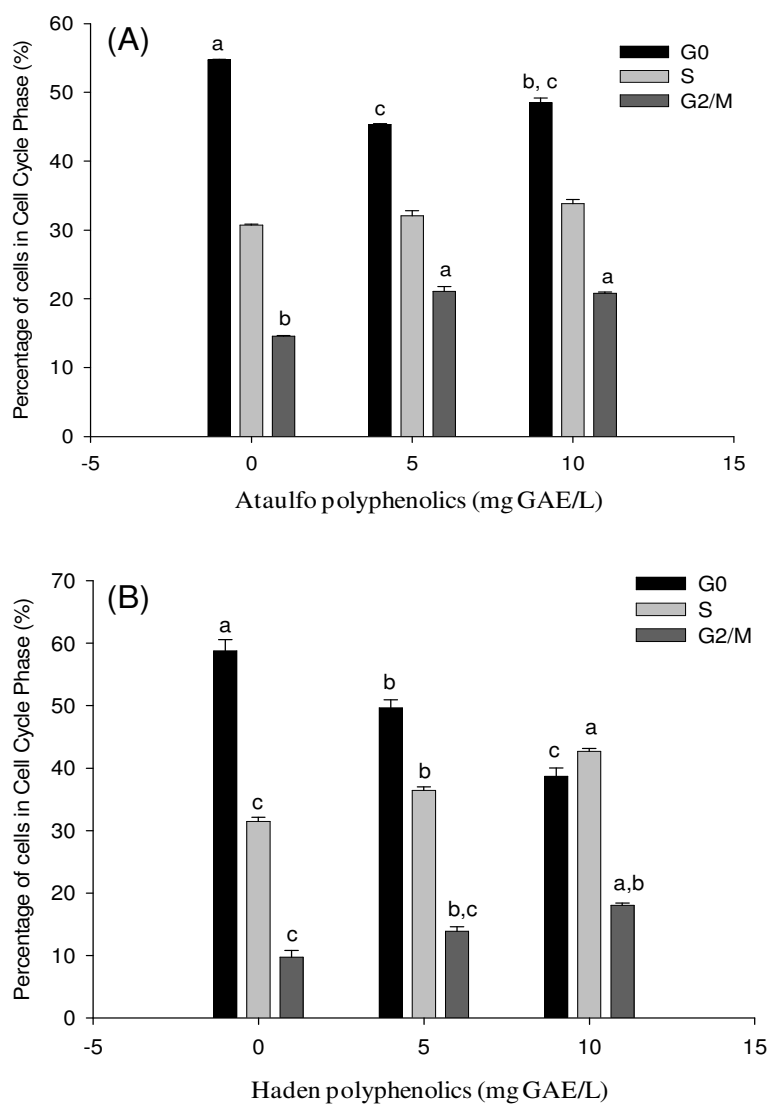 (A)
G0
S
G2/M
Percentage of cells in Cell Cycle Phase (%)
60
50
40
30
20
10
0
a
b
c
a
b, c
a
-5
0
5
10
15
Ataulfo polyphenolics (mg GAE/L)
(B)
G0
S
G2/M
Percentage of cells in Cell Cycle Phase (%)
70
60
50
40
30
20
10
0
a
c
c
b
b
b,c
c
a
a,b
-5
0
5
10
15
Haden polyphenolics (mg GAE/L)